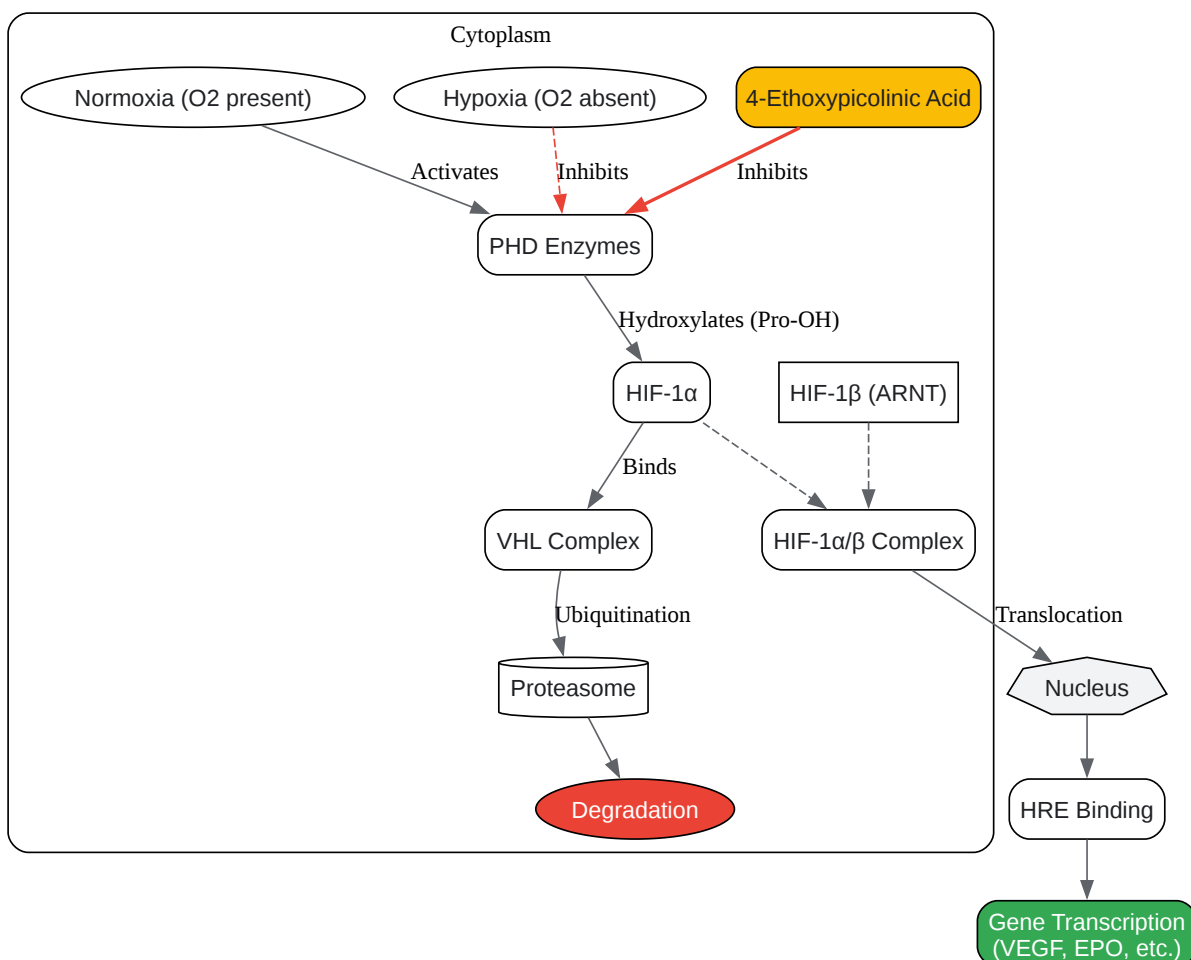 Cytoplasm
Normoxia (O2 present)
Hypoxia (O2 absent)
4-Ethoxypicolinic Acid
Activates
Inhibits
Inhibits
PHD Enzymes
Hydroxylates (Pro-OH)
HIF-1α
HIF-1β (ARNT)
Binds
VHL Complex
HIF-1α/β Complex
Ubiquitination
Translocation
Proteasome
Nucleus
Degradation
HRE Binding
Gene Transcription
(VEGF, EPO, etc.)